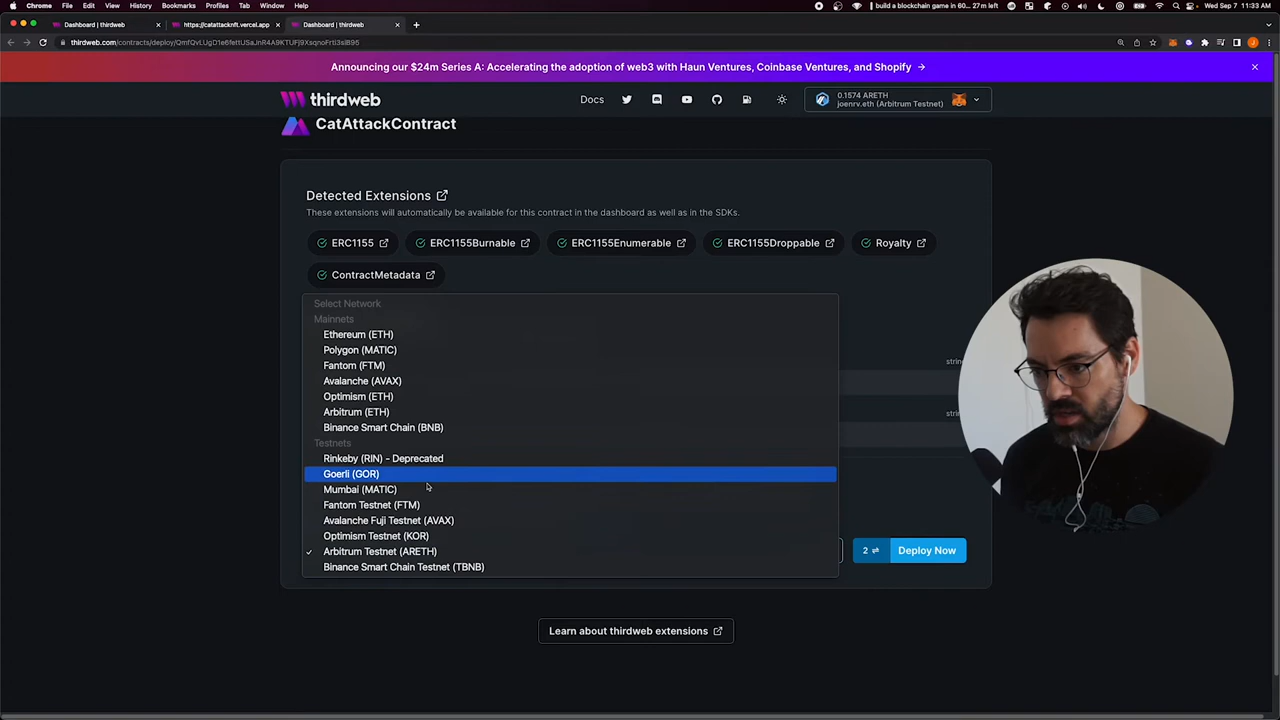 Chrome File Edit View History Bookmarks Profiles Tab Window Help
build a blockchain game in 60... 27m left
Wed Sep 7 11:33 AM
Dashboard | thirdweb
https://catattacknft.vercel.app
Dashboard | thirdweb
Announcing our $24m Series A: Accelerating the adoption of web3 with Haun Ventures, Coinbase Ventures, and Shopify →
thirdweb
Docs
0.1574 ARETH
joenrv.eth (Arbitrum Testnet)
CatAttackContract
Detected Extensions
These extensions will automatically be available for this contract in the dashboard as well as in the SDKs.
ERC1155
ERC1155Burnable
ERC1155Enumerable
ERC1155Droppable
Royalty
ContractMetadata
Select Network
Mainnets
Ethereum (ETH)
Polygon (MATIC)
Fantom (FTM)
Avalanche (AVAX)
Optimism (ETH)
Arbitrum (ETH)
Binance Smart Chain (BNB)
Testnets
Rinkeby (RIN) - Deprecated
Goerli (GOR)
Mumbai (MATIC)
Fantom Testnet (FTM)
Avalanche Fuji Testnet (AVAX)
Optimism Testnet (KOR)
Arbitrum Testnet (ARETH)
Binance Smart Chain Testnet (TBNB)
2
Deploy Now
Learn about thirdweb extensions